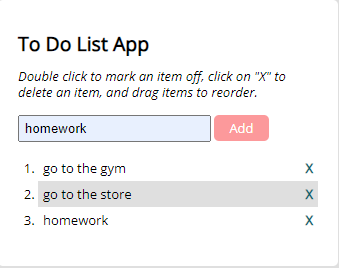 To Do List App
Double click to mark an item off, click on "X" to
delete an item, and drag items to reorder.
homework Add
1. go to the gym X
2. go to the store X
3. homework X